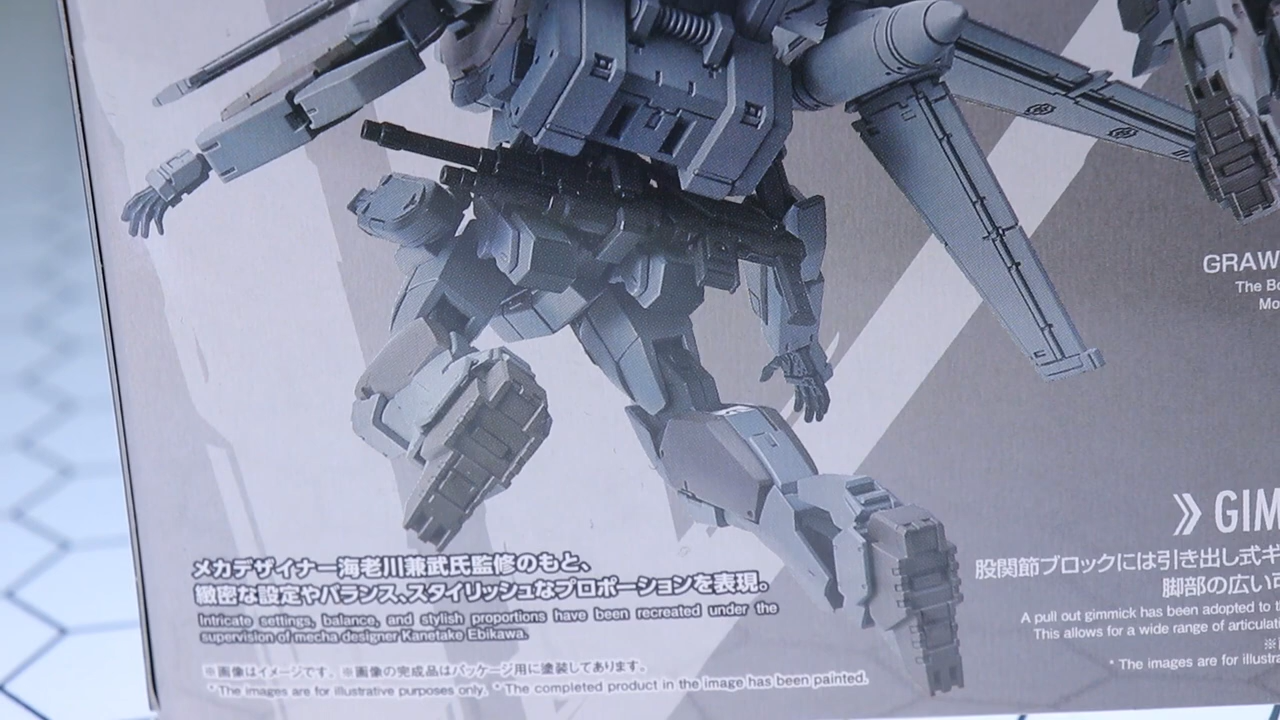 メカデザイナー海老川兼武氏監修のもと、
緻密な設定やバランス、スタイリッシュなプロポーションを表現。
Intricate settings, balance, and stylish proportions have been recreated under the
supervision of mecha designer Kanetake Ebikawa.
※画像はイメージです。※画像の完成品はパッケージ用に塗装してあります。
* The images are for illustrative purposes only. * The completed product in the image has been painted.
GRAW
The Bo
Mo
》 GIM
股関節ブロックには引き出し式ギ
脚部の広い可
A pull out gimmick has been adopted to t
This allows for a wide range of articulati
* The images are for illustra